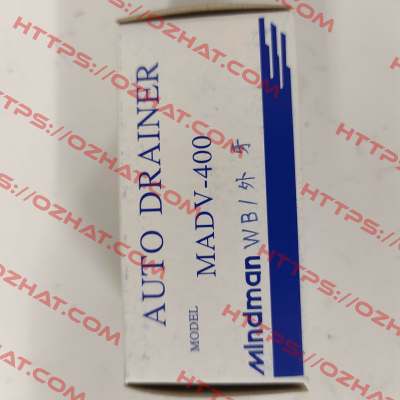 AUTO DRAINER
MODEL MADV-400
Mindman WB/外牙
HTTPS://OZHAT.COM